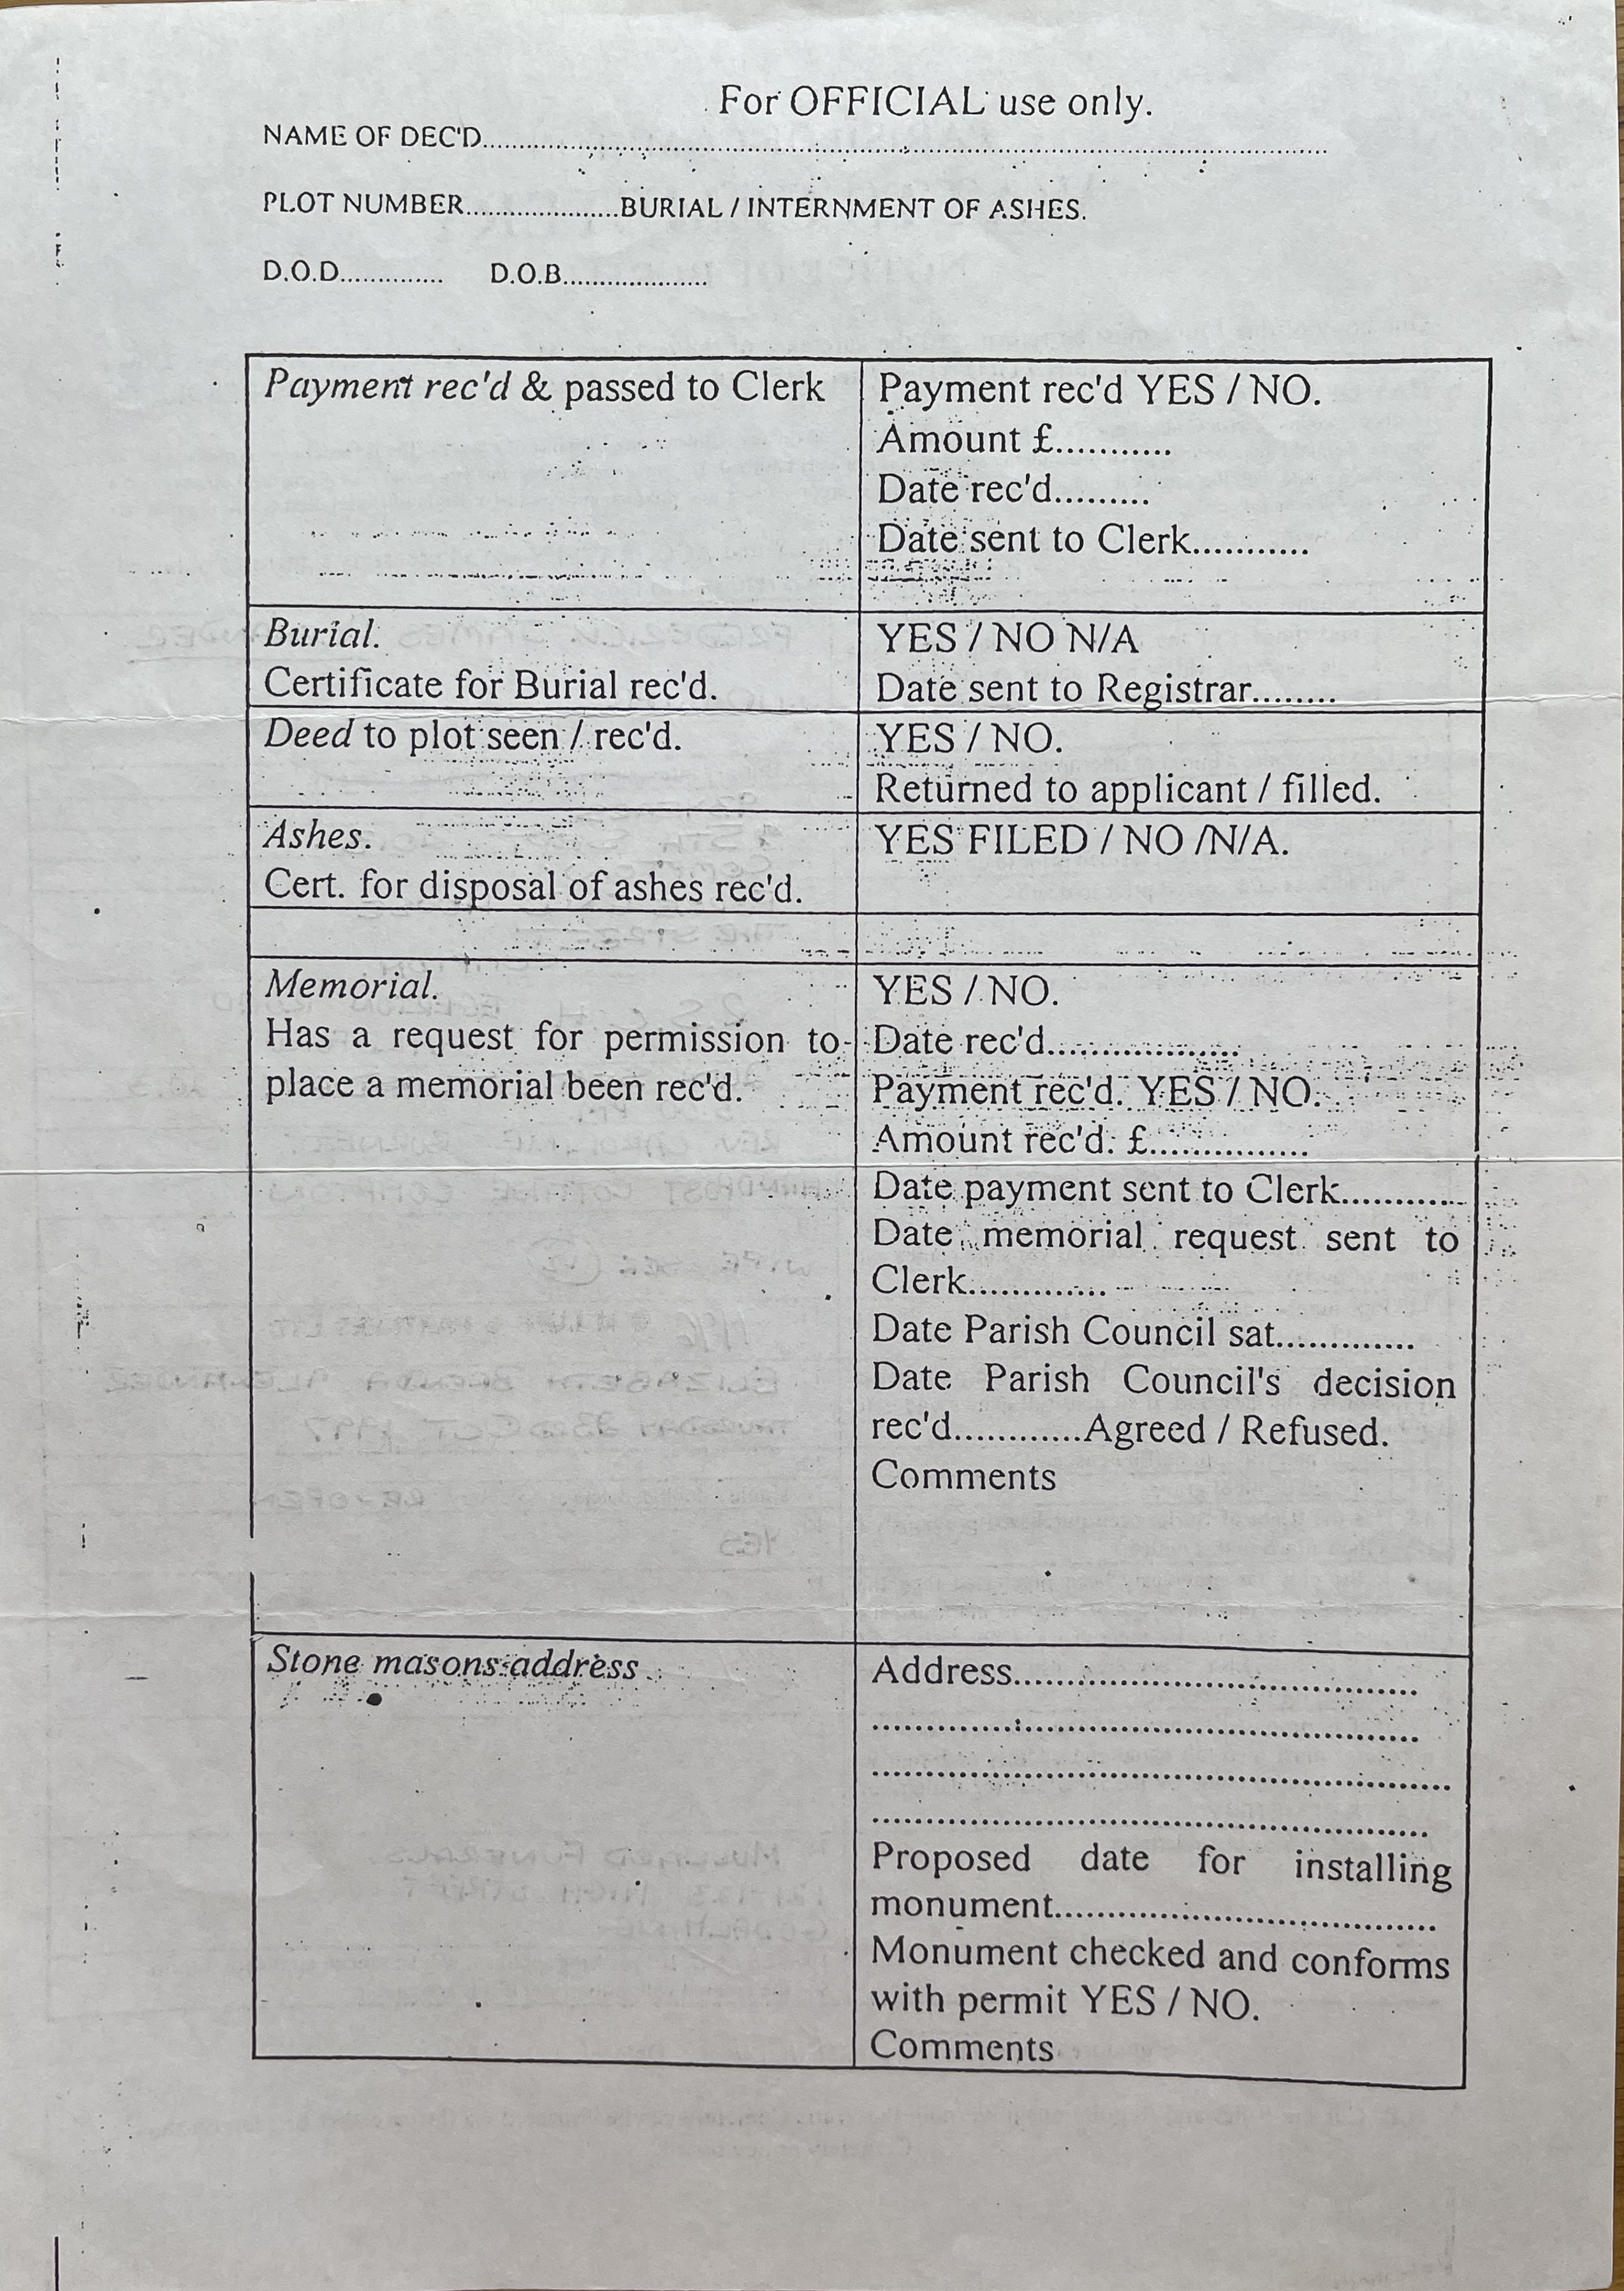 For OFFICIAL use only.
NAME OF DEC'D..............................................................
PLOT NUMBER.....................BURIAL / INTERNMENT OF ASHES.
D.O.D.............. D.O.B....................
Payment rec'd & passed to Clerk
Payment rec'd YES / NO.
Amount £...........
Date rec'd.........
Date sent to Clerk...........
Burial.
Certificate for Burial rec'd.
YES / NO N/A
Date sent to Registrar........
Deed to plot seen / rec'd.
YES / NO.
Returned to applicant / filled.
Ashes.
Cert. for disposal of ashes rec'd.
YES FILED / NO /N/A.
Memorial.
Has a request for permission to
place a memorial been rec'd.
YES / NO.
Date rec'd..................
Payment rec'd. YES / NO.
Amount rec'd. £...............
Date payment sent to Clerk...........
Date memorial request sent to
Clerk.............
Date Parish Council sat.............
Date Parish Council's decision
rec'd............Agreed / Refused.
Comments
Stone masons address
Address.......................................
.....................................................
........................................................
......................................................
Proposed date for installing
monument.....................................
Monument checked and conforms
with permit YES / NO.
Comments